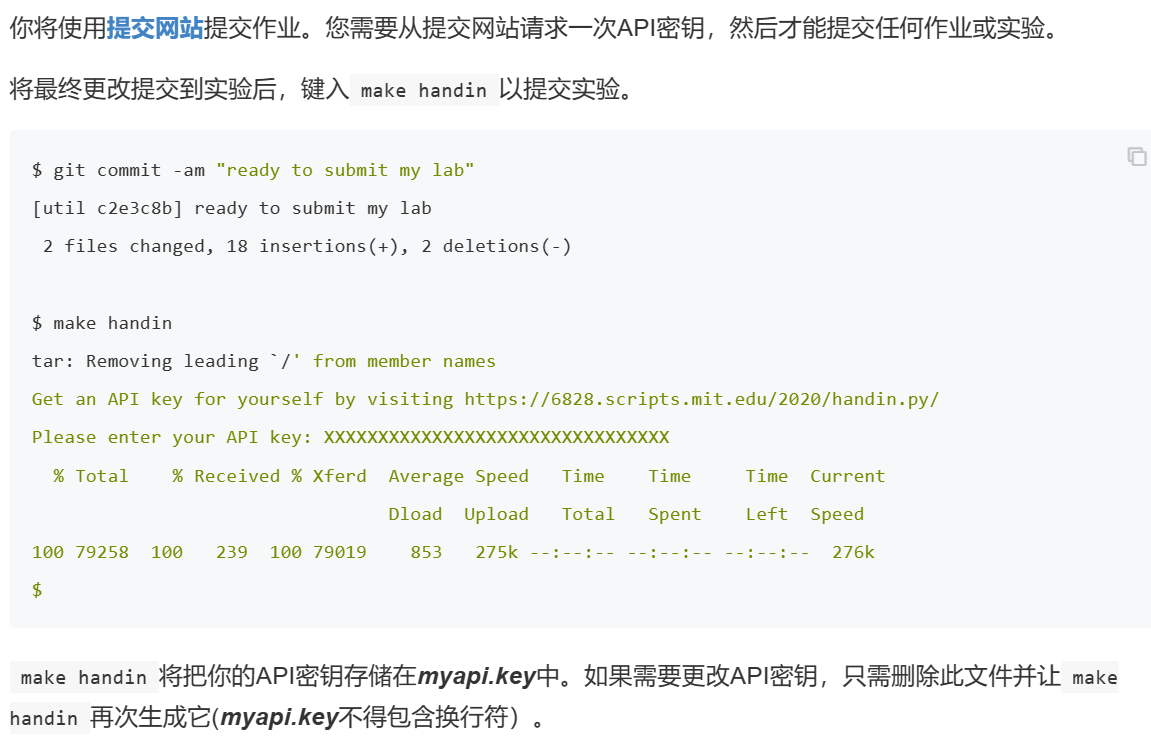 你将使用提交网站提交作业。您需要从提交网站请求一次API密钥，然后才能提交任何作业或实验。
将最终更改提交到实验后，键入 make handin 以提交实验。
$ git commit -am "ready to submit my lab"
[util c2e3c8b] ready to submit my lab
 2 files changed, 18 insertions(+), 2 deletions(-)
$ make handin
tar: Removing leading `/' from member names
Get an API key for yourself by visiting https://6828.scripts.mit.edu/2020/handin.py/
Please enter your API key: XXXXXXXXXXXXXXXXXXXXXXXXXXXXXXXX
  % Total    % Received % Xferd  Average Speed   Time    Time     Time  Current
                                 Dload  Upload   Total   Spent    Left  Speed
100 79258  100   239  100 79019    853   275k --:--:-- --:--:-- --:--:--  276k
$
make handin 将把你的API密钥存储在myapi.key中。如果需要更改API密钥，只需删除此文件并让 make
handin 再次生成它(myapi.key不得包含换行符）。